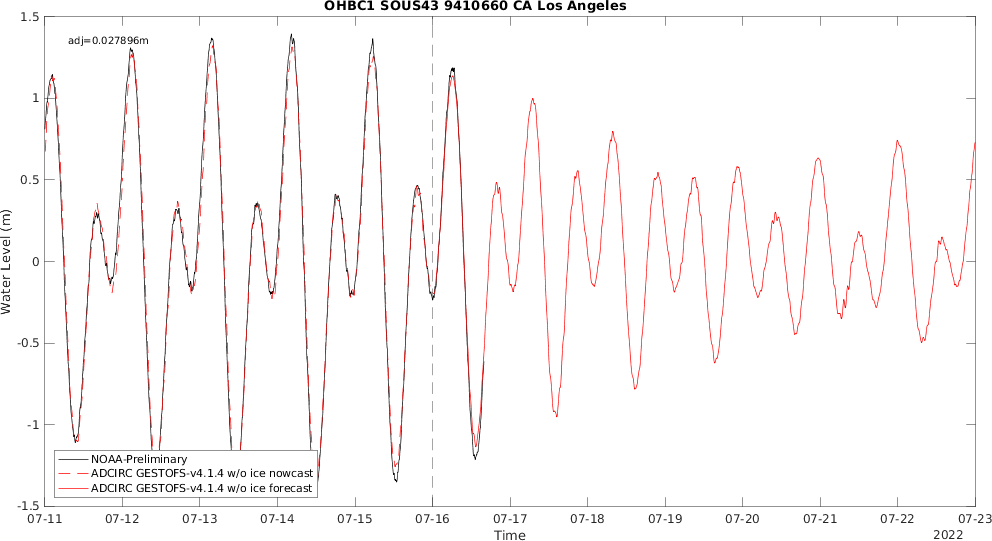 OHBC1 SOUS43 9410660 CA Los Angeles
adj=0.027896m
1.5
1
0.5
0
-0.5
-1
-1.5
Water Level (m)
NOAA-Preliminary
ADCIRC GESTOFS-v4.1.4 w/o ice nowcast
ADCIRC GESTOFS-v4.1.4 w/o ice forecast
07-11 07-12 07-13 07-14 07-15 07-16 07-17 07-18 07-19 07-20 07-21 07-22 07-23
Time
2022